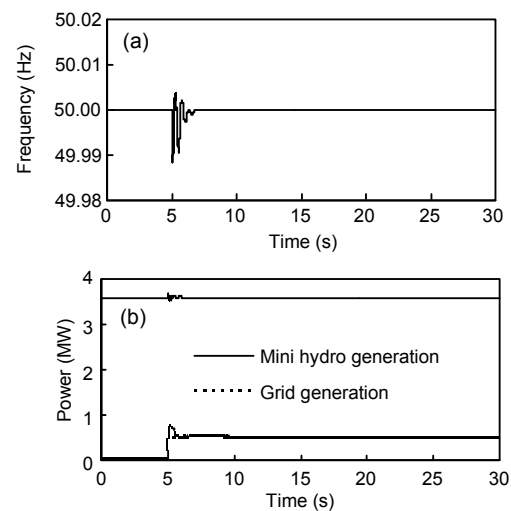 50.02
(a)
50.01
50.00
49.99
49.98
Frequency (Hz)
0 5 10 15 20 25 30
Time (s)
4
(b)
3
2
1
0
Power (MW)
Mini hydro generation
Grid generation
0 5 10 15 20 25 30
Time (s)